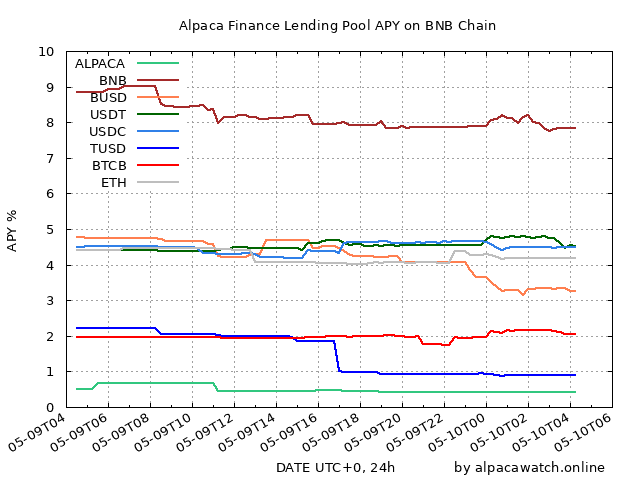 Alpaca Finance Lending Pool APY on BNB Chain
APY %
10
9
8
7
6
5
4
3
2
1
0
ALPACA
BNB
BUSD
USDT
USDC
TUSD
BTCB
ETH
05-09T04
05-09T06
05-09T08
05-09T10
05-09T12
05-09T14
05-09T16
05-09T18
05-09T20
05-09T22
05-10T00
05-10T02
05-10T04
05-10T06
DATE UTC+0, 24h
by alpacawatch.online